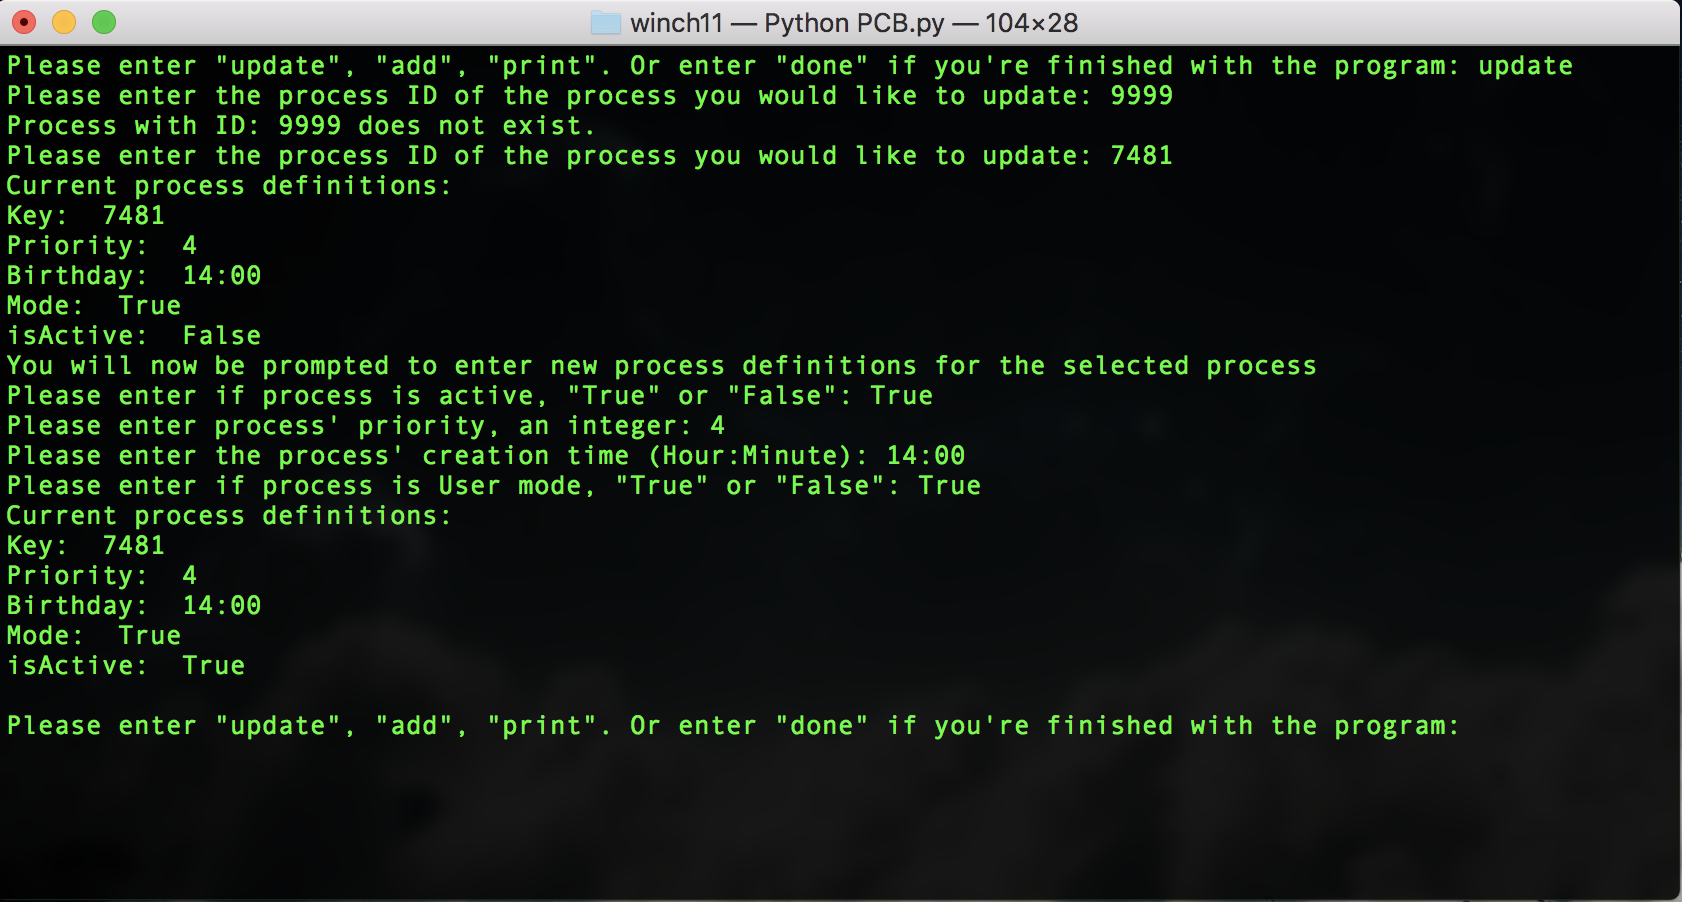 winch11 — Python PCB.py — 104×28
Please enter "update", "add", "print". Or enter "done" if you're finished with the program: update
Please enter the process ID of the process you would like to update: 9999
Process with ID: 9999 does not exist.
Please enter the process ID of the process you would like to update: 7481
Current process definitions:
Key:  7481
Priority:  4
Birthday:  14:00
Mode:  True
isActive:  False
You will now be prompted to enter new process definitions for the selected process
Please enter if process is active, "True" or "False": True
Please enter process' priority, an integer: 4
Please enter the process' creation time (Hour:Minute): 14:00
Please enter if process is User mode, "True" or "False": True
Current process definitions:
Key:  7481
Priority:  4
Birthday:  14:00
Mode:  True
isActive:  True
Please enter "update", "add", "print". Or enter "done" if you're finished with the program: